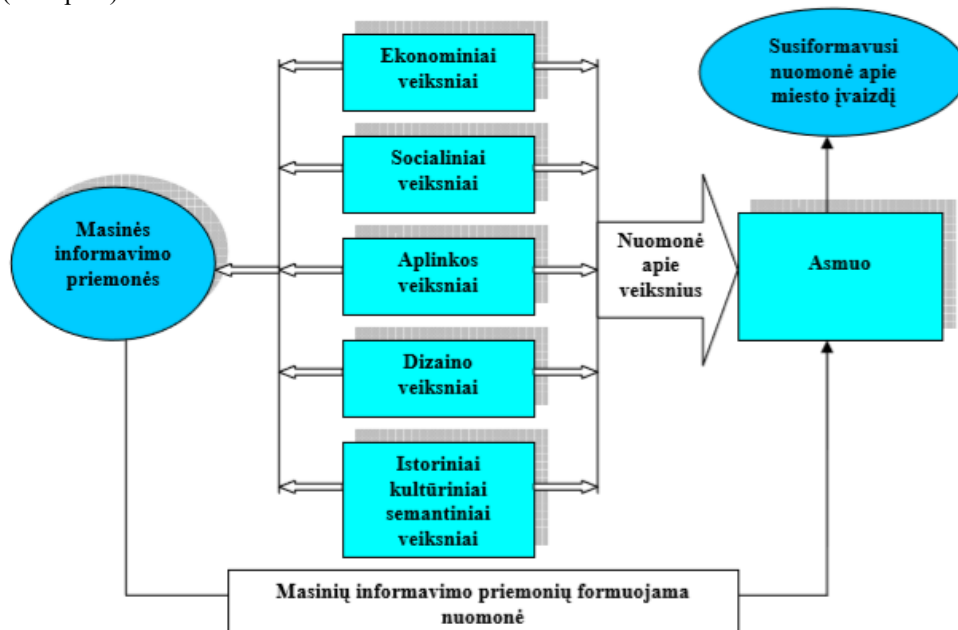 Ekonominiai
veiksniai
Susiformavusi
nuomonė apie
miesto įvaizdį
Socialiniai
veiksniai
Masinės
informavimo
priemonės
Aplinkos
veiksniai
Nuomonė
apie
veiksnius
Asmuo
Dizaino
veiksniai
Istoriniai
kultūriniai
semantiniai
veiksniai
Masinių informavimo priemonių formuojama
nuomonė